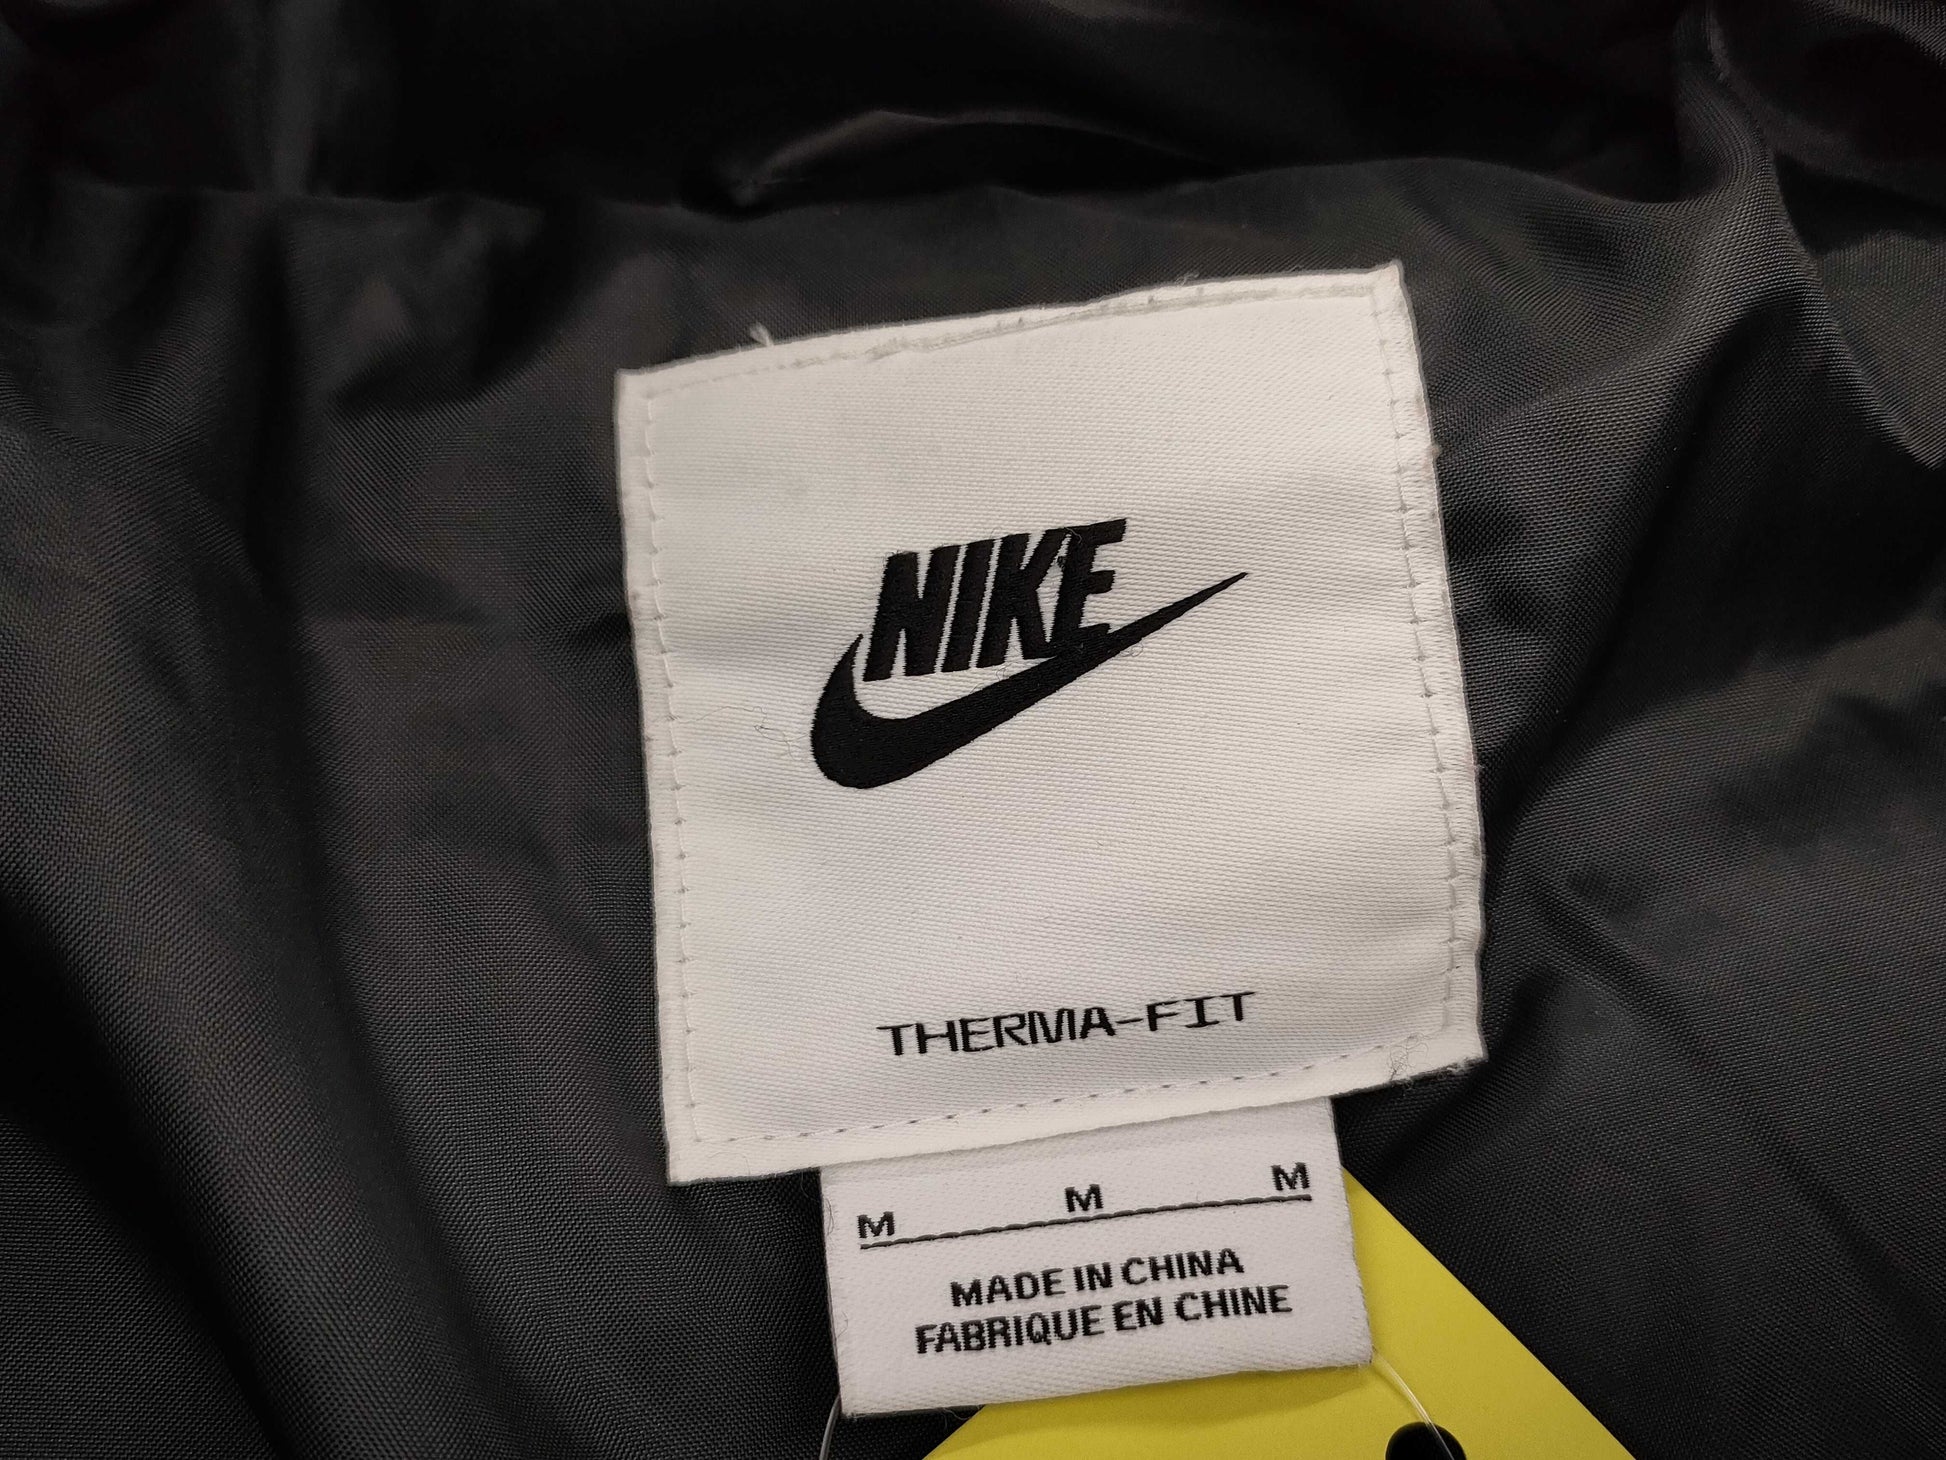 NIKE
THERMA-FIT
M M M
MADE IN CHINA
FABRIQUE EN CHINE